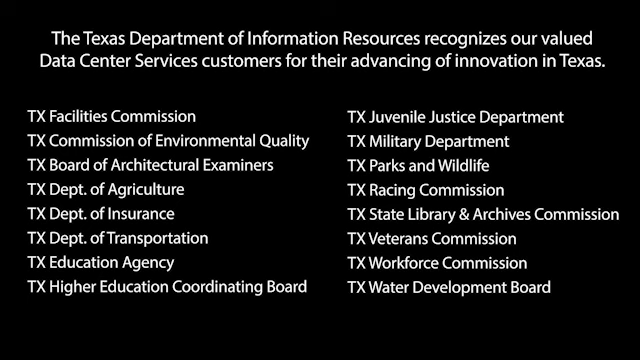 The Texas Department of Information Resources recognizes our valued
Data Center Services customers for their advancing of innovation in Texas.
TX Facilities Commission
TX Commission of Environmental Quality
TX Board of Architectural Examiners
TX Dept. of Agriculture
TX Dept. of Insurance
TX Dept. of Transportation
TX Education Agency
TX Higher Education Coordinating Board
TX Juvenile Justice Department
TX Military Department
TX Parks and Wildlife
TX Racing Commission
TX State Library & Archives Commission
TX Veterans Commission
TX Workforce Commission
TX Water Development Board